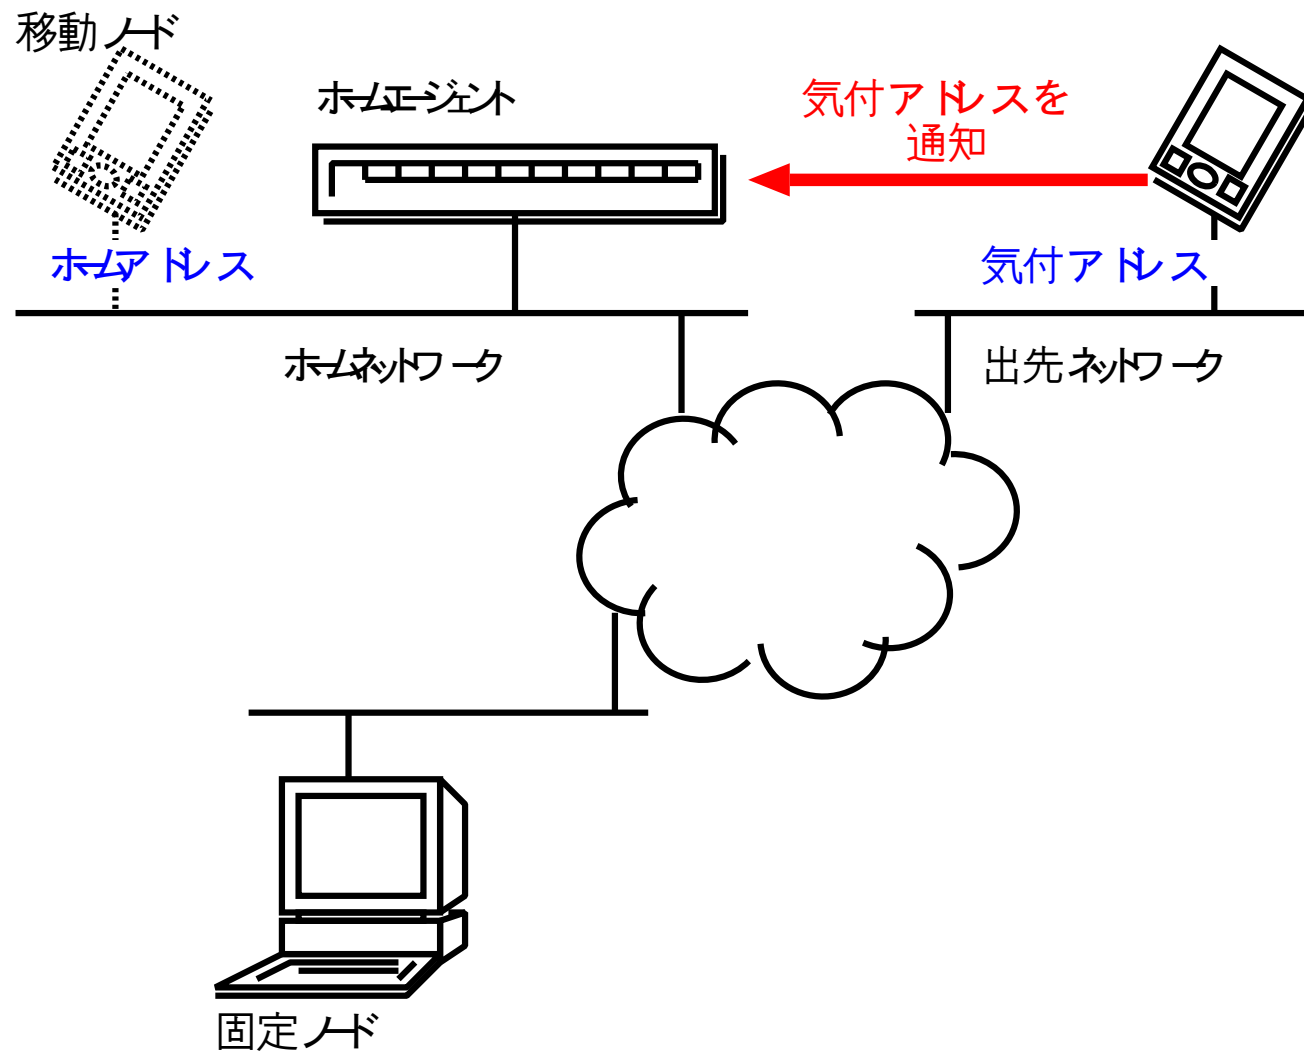 移動ノード
ホームエージェント
気付アドレスを
通知
ホームアドレス
気付アドレス
ホームネットワーク
出先ネットワーク
固定ノード